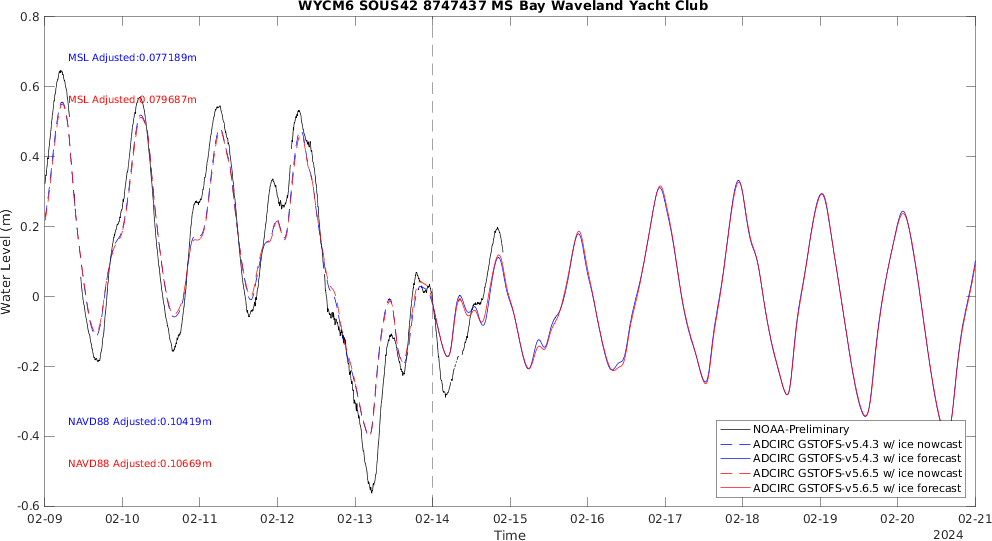 WYCM6 SOUS42 8747437 MS Bay Waveland Yacht Club
0.8
0.6
0.4
0.2
0
-0.2
-0.4
-0.6
Water Level (m)
MSL Adjusted:0.077189m
MSL Adjusted:0.079687m
NAVD88 Adjusted:0.10419m
NAVD88 Adjusted:0.10669m
NOAA-Preliminary
ADCIRC GSTOFS-v5.4.3 w/ ice nowcast
ADCIRC GSTOFS-v5.4.3 w/ ice forecast
ADCIRC GSTOFS-v5.6.5 w/ ice nowcast
ADCIRC GSTOFS-v5.6.5 w/ ice forecast
02-09 02-10 02-11 02-12 02-13 02-14 02-15 02-16 02-17 02-18 02-19 02-20 02-21
Time
2024